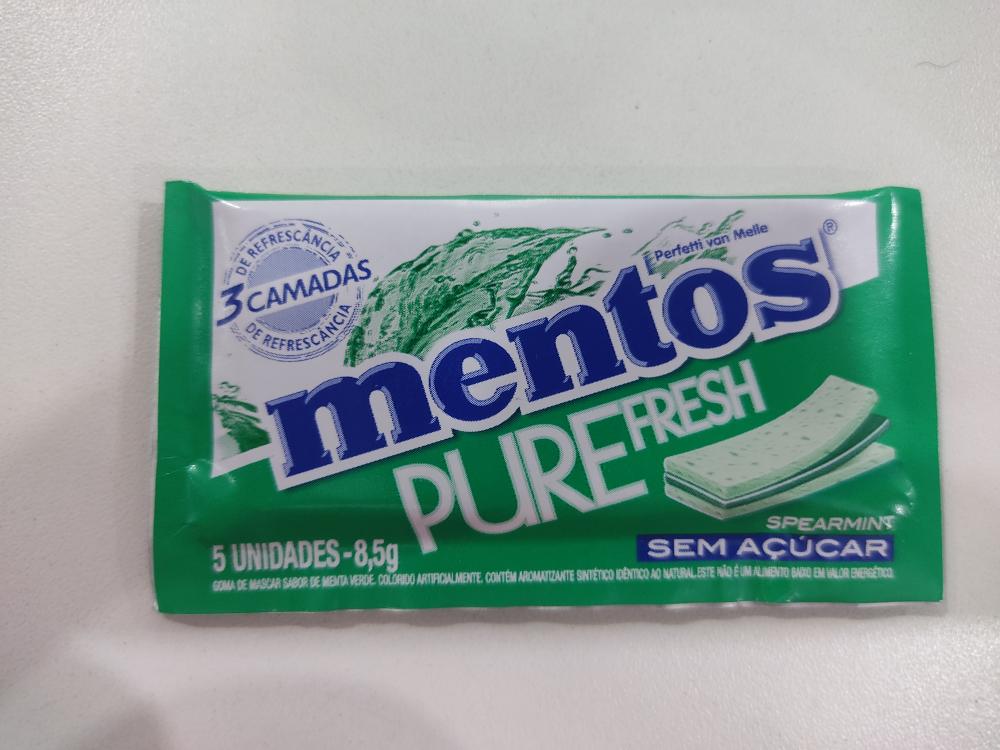 DE REFRESCÂNCIA
3 CAMADAS
DE REFRESCÂNCIA
Perfetti van Melle
mentos®
PURE FRESH
SPEARMINT
SEM AÇÚCAR
5 UNIDADES - 8,5g
GOMA DE MASCAR SABOR DE MENTA VERDE. COLORIDO ARTIFICIALMENTE. CONTÉM AROMATIZANTE SINTÉTICO IDÊNTICO AO NATURAL.ESTE NÃO É UM ALIMENTO BAIXO EM VALOR ENERGÉTICO.